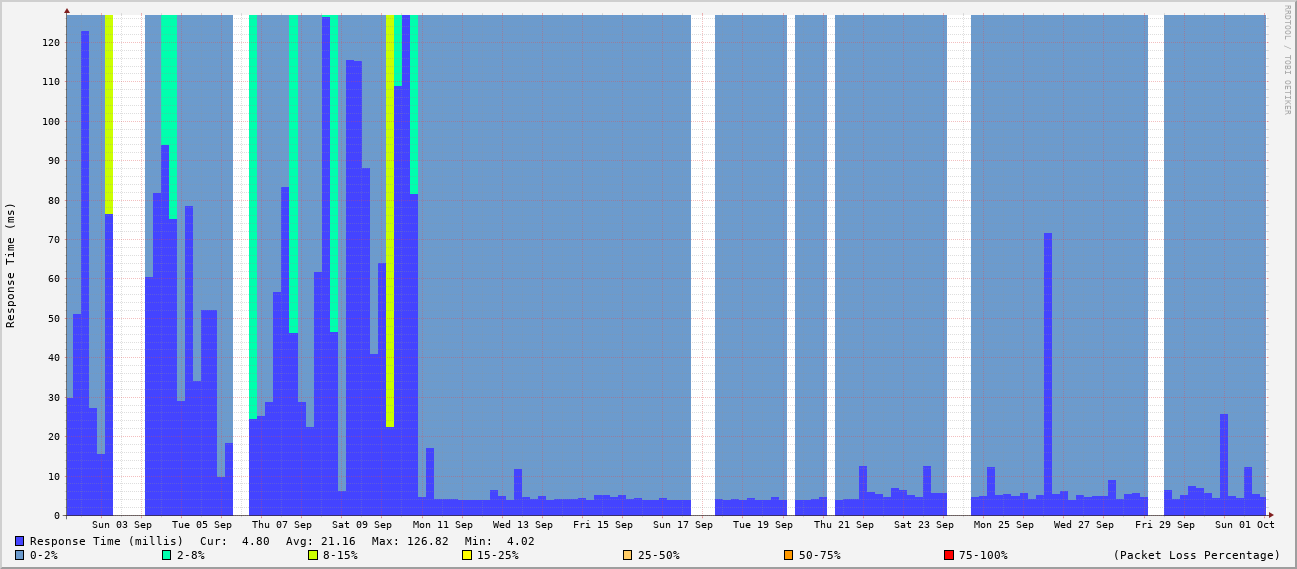 RRDTOOL / TOBI OETIKER
Response Time (ms)
120
110
100
90
80
70
60
50
40
30
20
10
0
Sun 03 Sep Tue 05 Sep Thu 07 Sep Sat 09 Sep Mon 11 Sep Wed 13 Sep Fri 15 Sep Sun 17 Sep Tue 19 Sep Thu 21 Sep Sat 23 Sep Mon 25 Sep Wed 27 Sep Fri 29 Sep Sun 01 Oct
Response Time (millis) Cur: 4.80 Avg: 21.16 Max: 126.82 Min: 4.02
0-2% 2-8% 8-15% 15-25% 25-50% 50-75% 75-100% (Packet Loss Percentage)